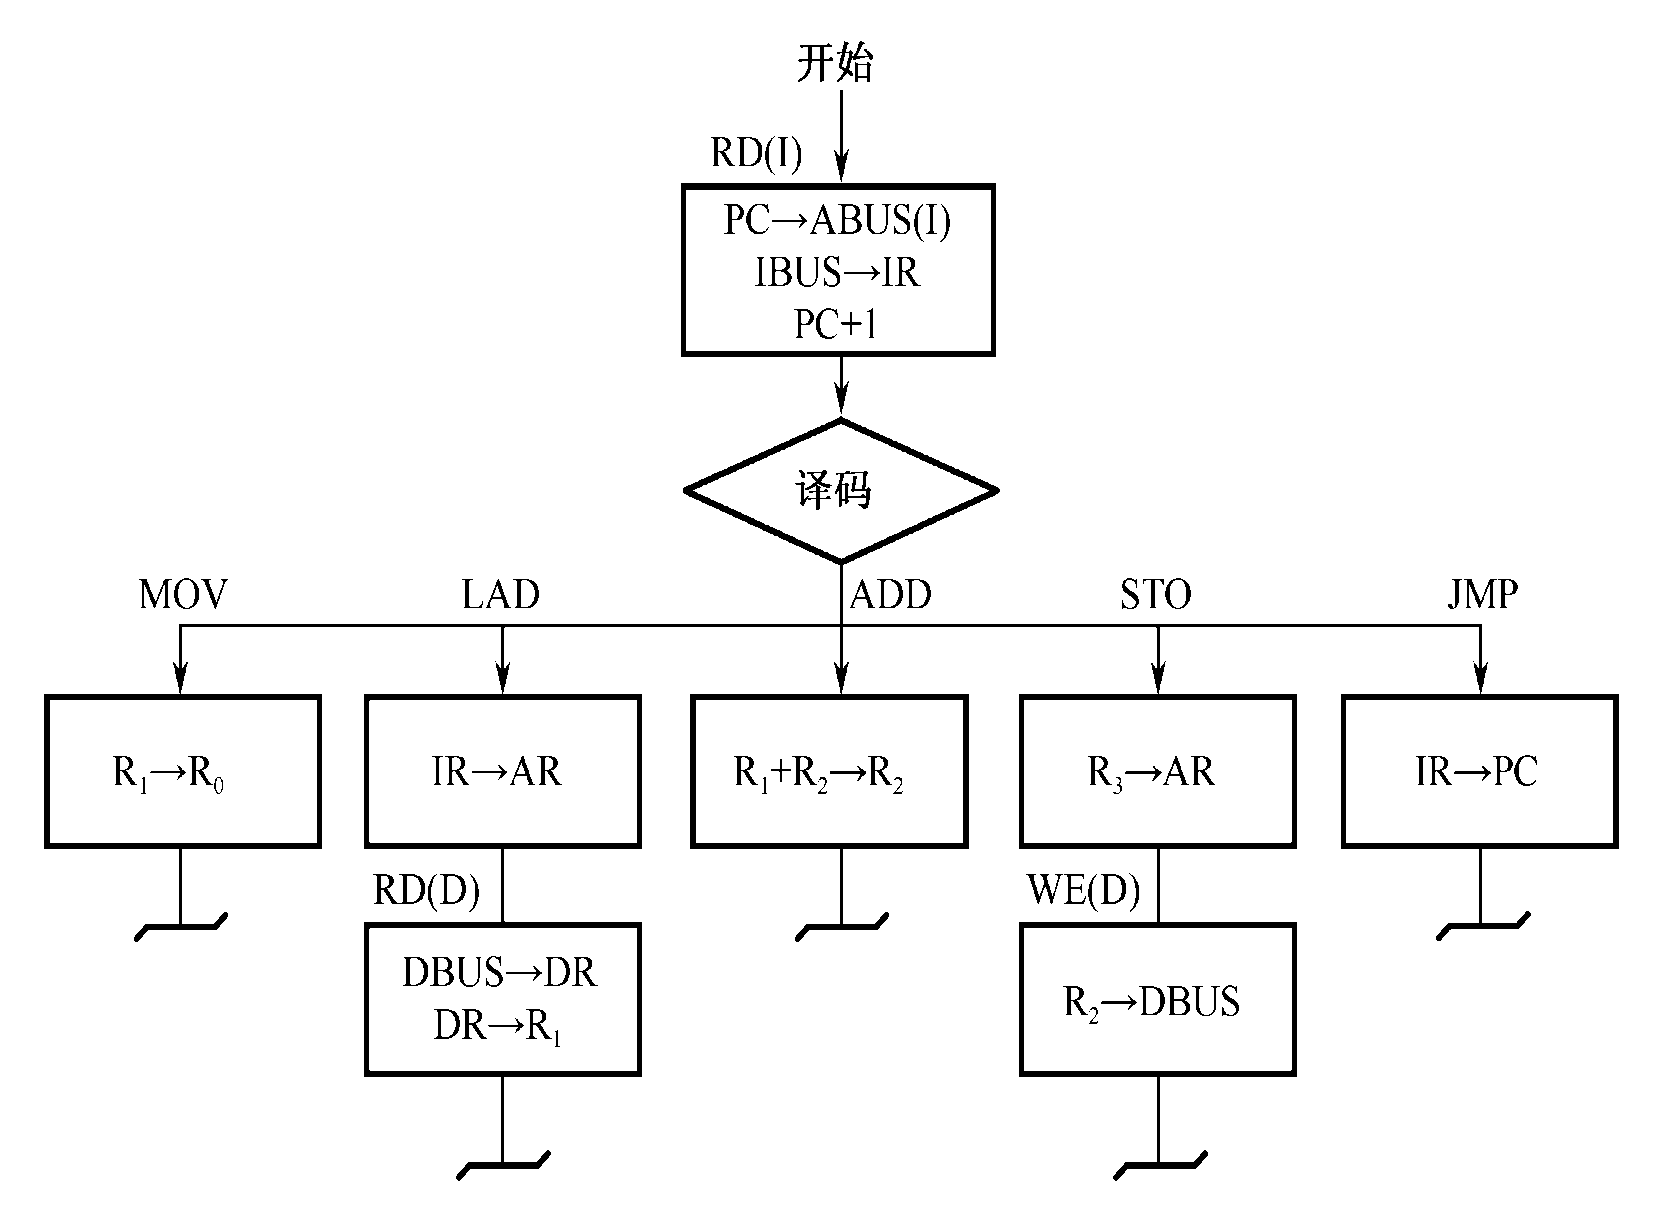 开始
RD(I)
PC→ABUS(I)
IBUS→IR
PC+1
译码
MOV LAD ADD STO JMP
R₁→R₀
IR→AR
R₁+R₂→R₂
R₃→AR
IR→PC
RD(D)
WE(D)
DBUS→DR
DR→R₁
R₂→DBUS